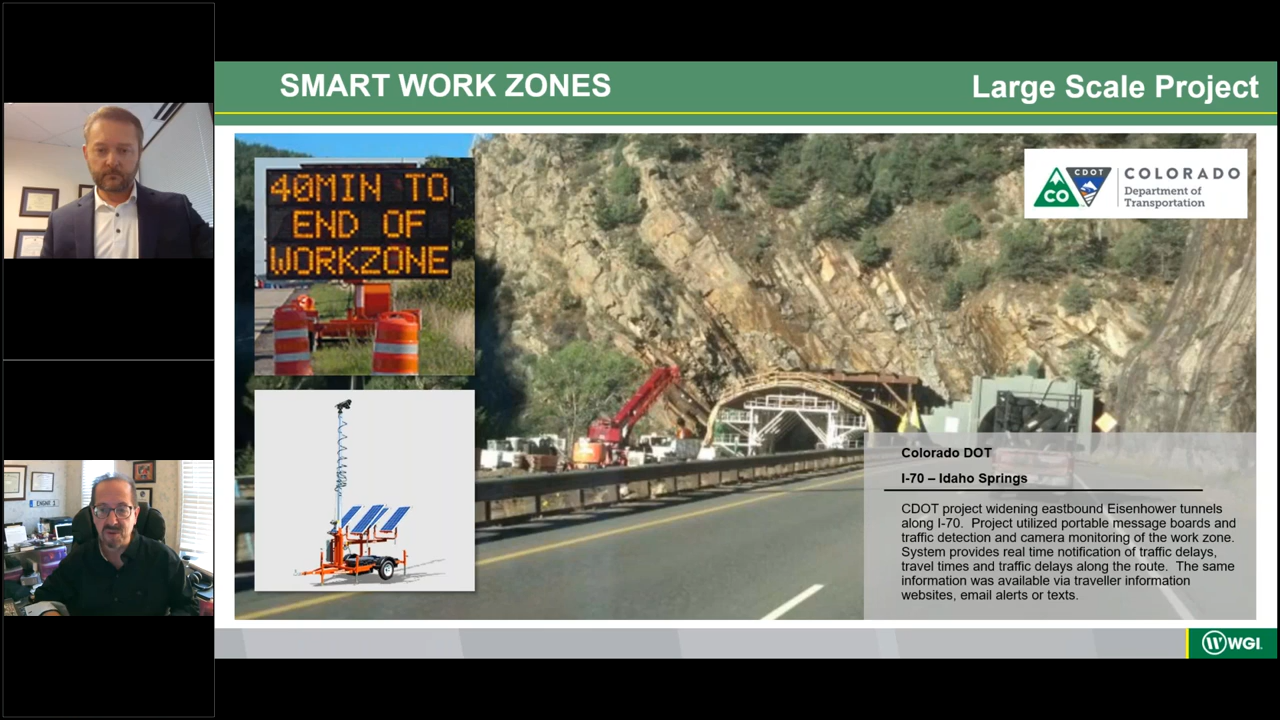 SMART WORK ZONES
Large Scale Project
40MIN TO
END OF
WORKZONE
CO
CDOT
COLORADO
Department of
Transportation
Colorado DOT
I-70 – Idaho Springs
CDOT project widening eastbound Eisenhower tunnels
along I-70. Project utilized portable message boards and
traffic detection and camera monitoring of the work zone.
System provides real time notification of traffic delays,
travel times and traffic delays along the route. The same
information was available via traveller information
websites, email alerts or texts.
WGI.